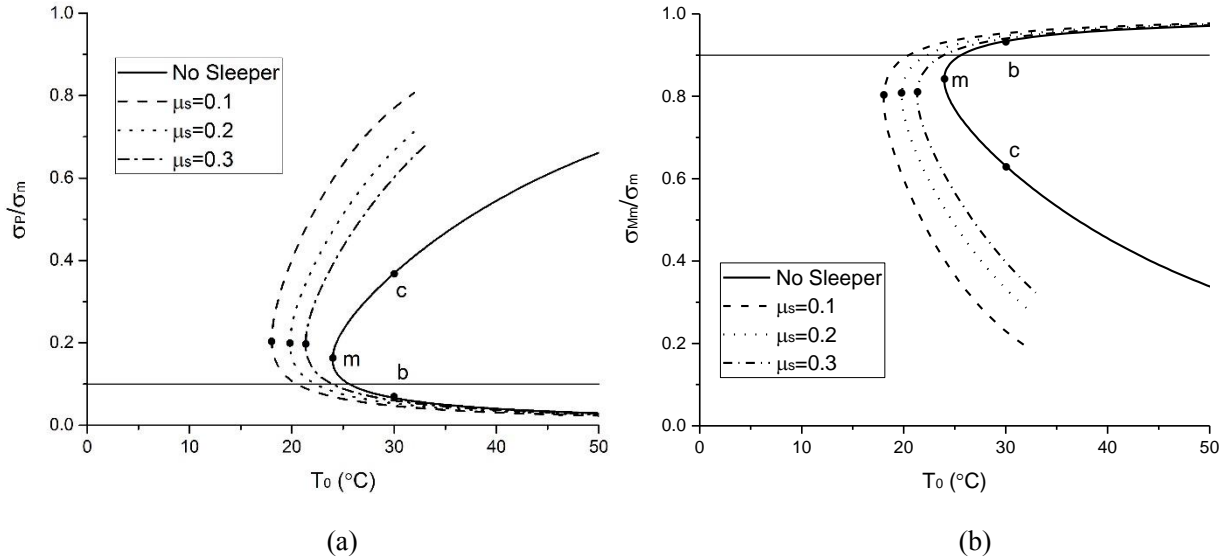 1.0
0.8
0.6
0.4
0.2
0.0
σP/σm
No Sleeper
μs=0.1
μs=0.2
μs=0.3
c
m
b
0 10 20 30 40 50
T0 (°C)
(a)
1.0
0.8
0.6
0.4
0.2
0.0
σMm/σm
b
m
c
No Sleeper
μs=0.1
μs=0.2
μs=0.3
0 10 20 30 40 50
T0 (°C)
(b)